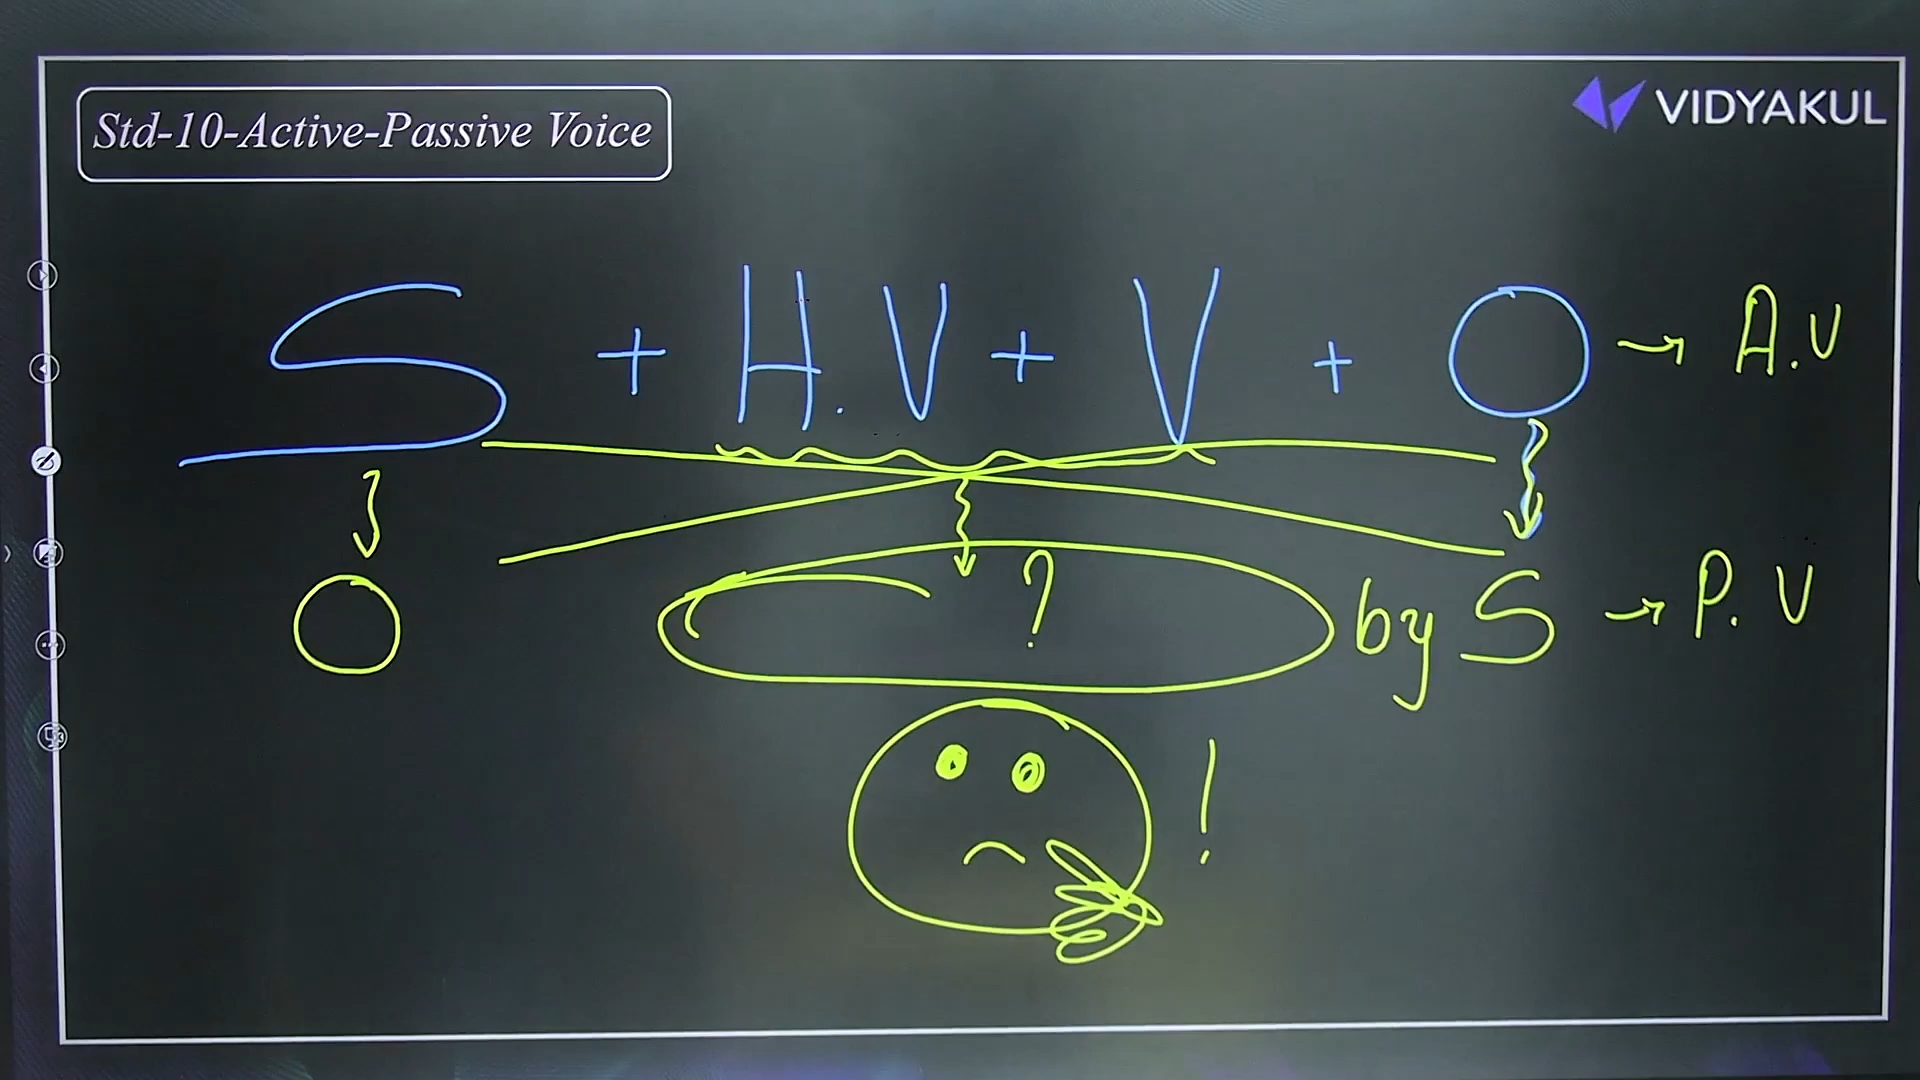 Std-10-Active-Passive Voice
VIDYAKUL
S + H.V + V + O → A.V
O ? by S → P.V
!